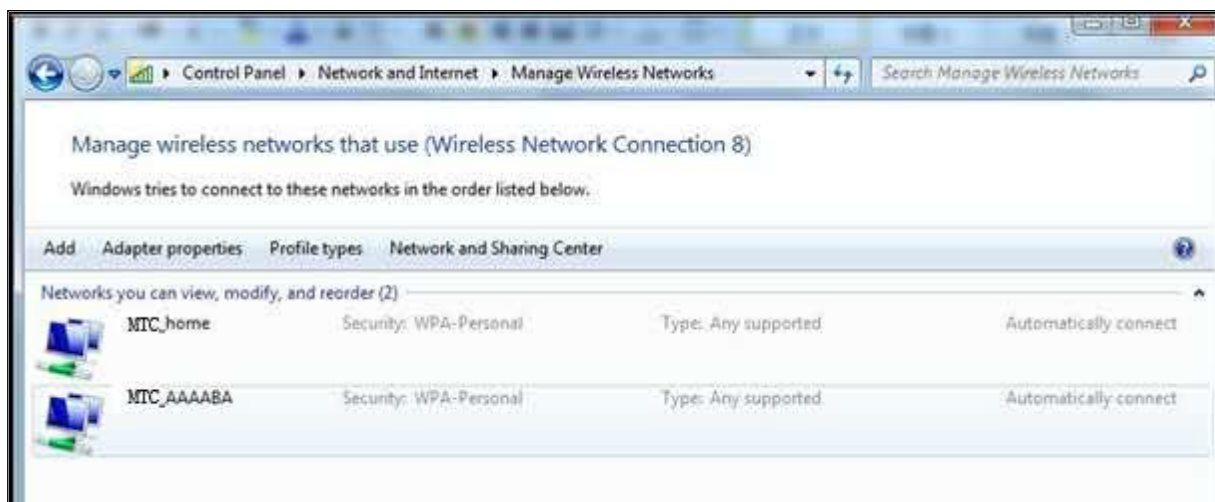 Control Panel ▸ Network and Internet ▸ Manage Wireless Networks Search Manage Wireless Networks
Manage wireless networks that use (Wireless Network Connection 8)
Windows tries to connect to these networks in the order listed below.
Add Adapter properties Profile types Network and Sharing Center
Networks you can view, modify, and reorder (2)
MTC_home Security: WPA-Personal Type: Any supported Automatically connect
MTC_AAAABA Security: WPA-Personal Type: Any supported Automatically connect